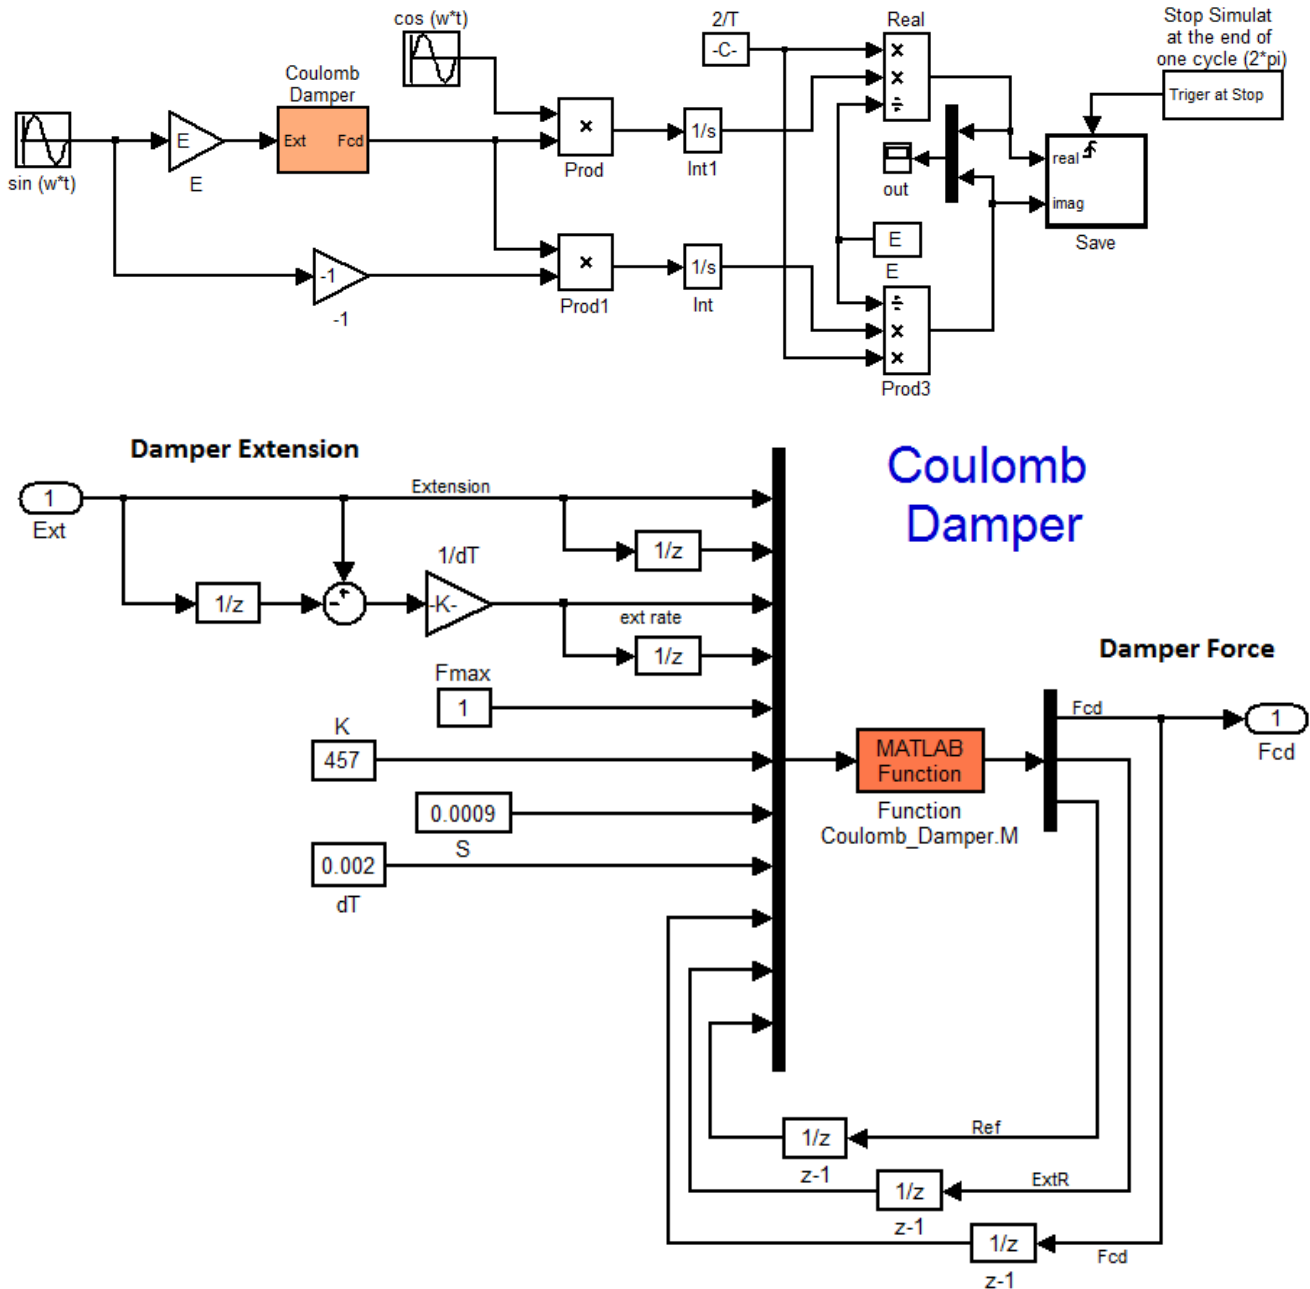 cos (w*t)
2/T
Real
Stop Simulat
at the end of
one cycle (2*pi)
-C-
×
×
÷
Coulomb
Damper
Triger at Stop
E
Ext
Fcd
×
1/s
real
sin (w*t)
E
Prod
Int1
out
imag
E
Save
E
-1
×
1/s
÷
×
×
-1
Prod1
Int
Prod3
Damper Extension
Coulomb
Damper
1
Ext
Extension
1/z
1/dT
1/z
-K-
ext rate
1/z
Damper Force
Fmax
1
K
457
Fcd
1
Fcd
MATLAB
Function
Function
Coulomb_Damper.M
0.0009
S
0.002
dT
1/z
Ref
z-1
1/z
ExtR
z-1
1/z
Fcd
z-1